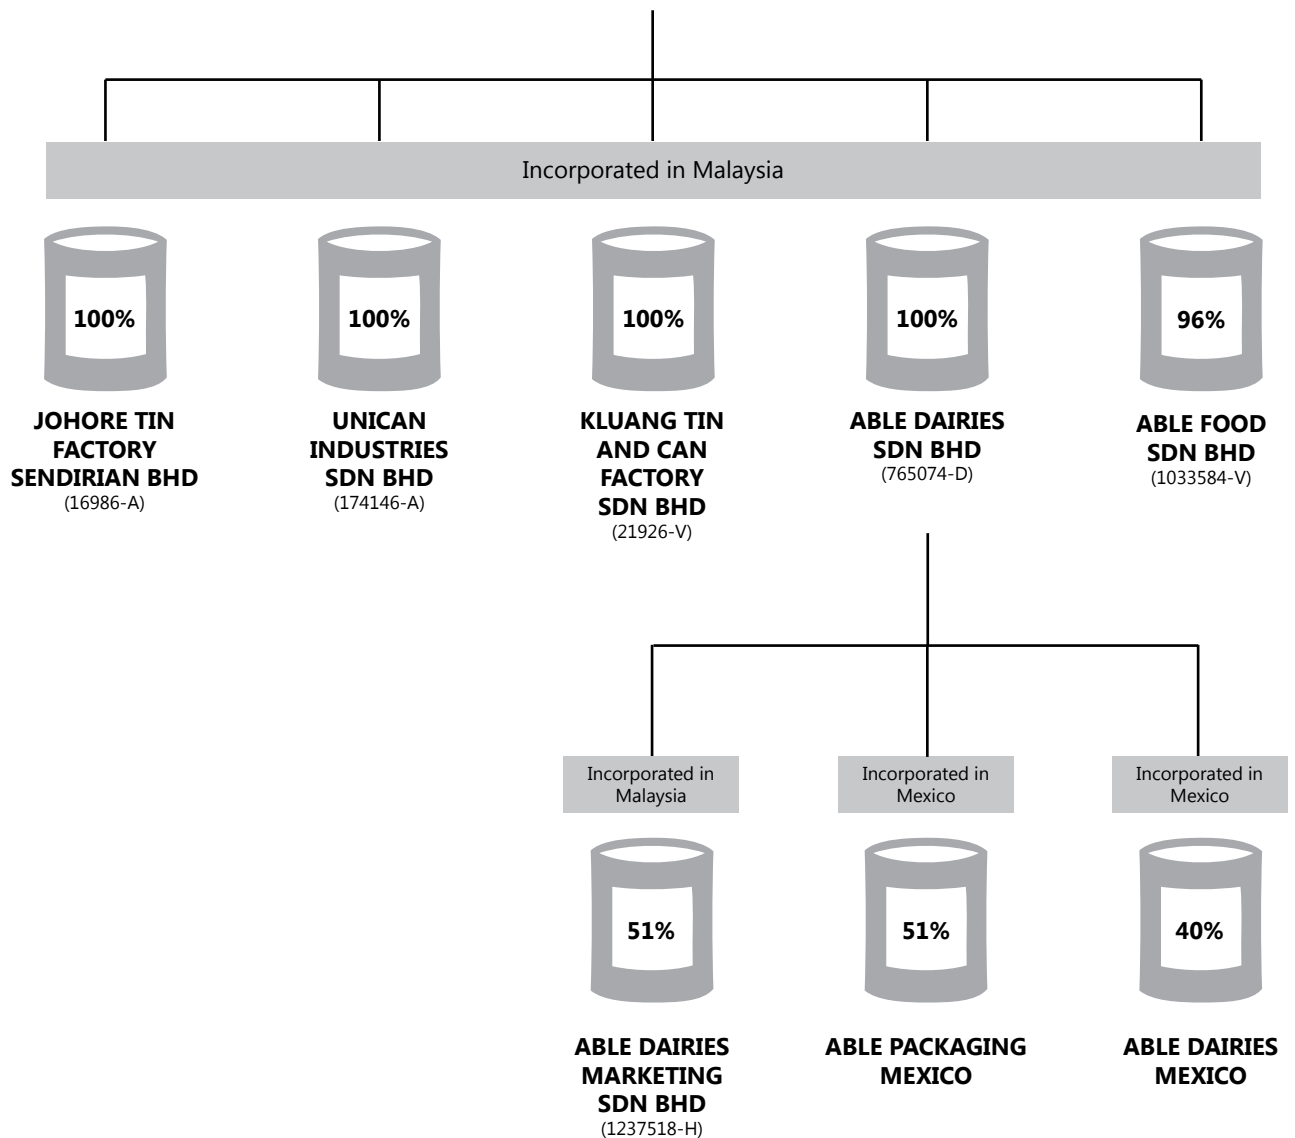 Incorporated in Malaysia
100%
100%
100%
100%
96%
JOHORE TIN
FACTORY
SENDIRIAN BHD
(16986-A)
UNICAN
INDUSTRIES
SDN BHD
(174146-A)
KLUANG TIN
AND CAN
FACTORY
SDN BHD
(21926-V)
ABLE DAIRIES
SDN BHD
(765074-D)
ABLE FOOD
SDN BHD
(1033584-V)
Incorporated in
Malaysia
Incorporated in
Mexico
Incorporated in
Mexico
51%
51%
40%
ABLE DAIRIES
MARKETING
SDN BHD
(1237518-H)
ABLE PACKAGING
MEXICO
ABLE DAIRIES
MEXICO